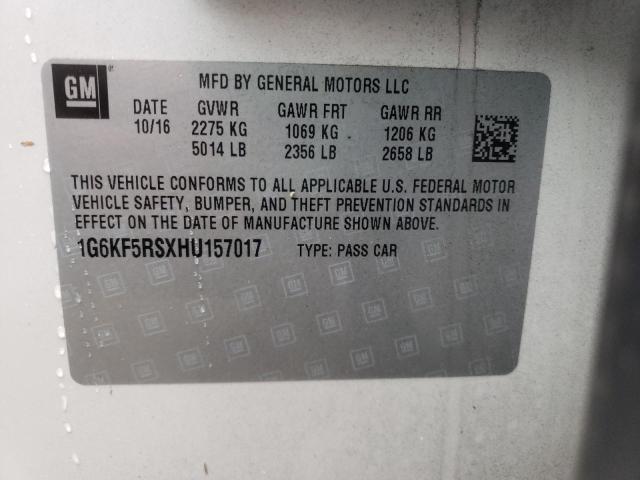 GM
MFD BY GENERAL MOTORS LLC
DATE GVWR GAWR FRT GAWR RR
10/16 2275 KG 1069 KG 1206 KG
5014 LB 2356 LB 2658 LB
THIS VEHICLE CONFORMS TO ALL APPLICABLE U.S. FEDERAL MOTOR
VEHICLE SAFETY, BUMPER, AND THEFT PREVENTION STANDARDS IN
EFFECT ON THE DATE OF MANUFACTURE SHOWN ABOVE.
1G6KF5RSXHU157017 TYPE: PASS CAR